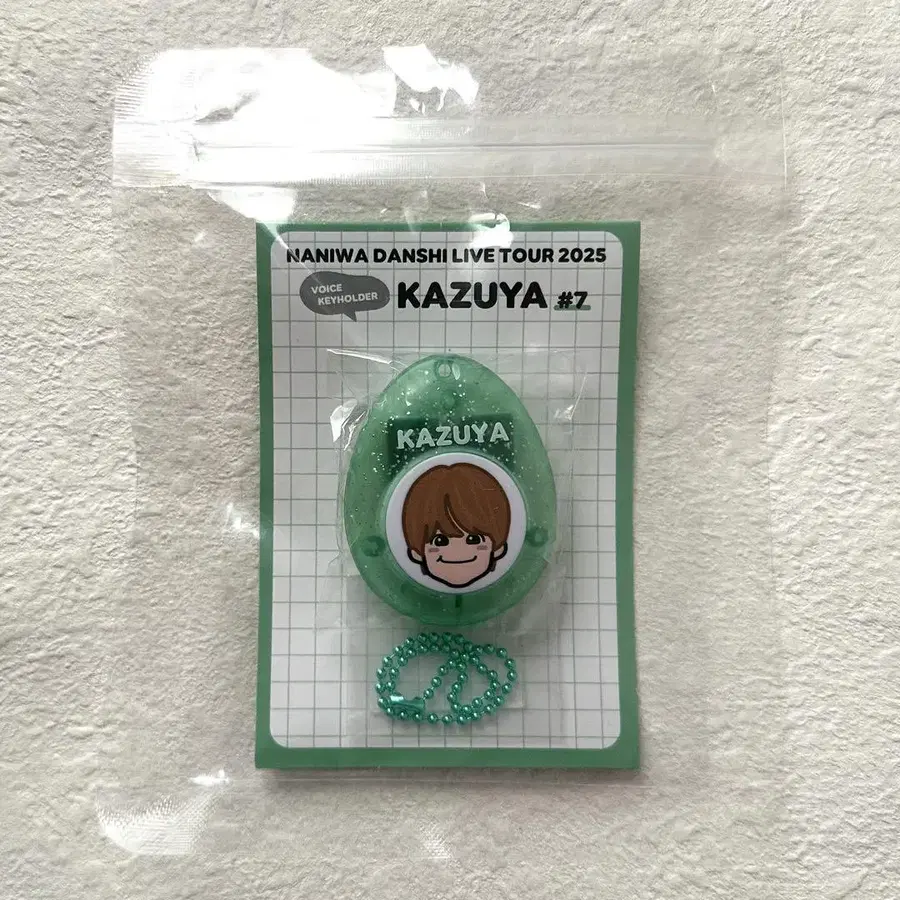 NANIWA DANSHI LIVE TOUR 2025
VOICE
KEYHOLDER
KAZUYA #7
KAZUYA